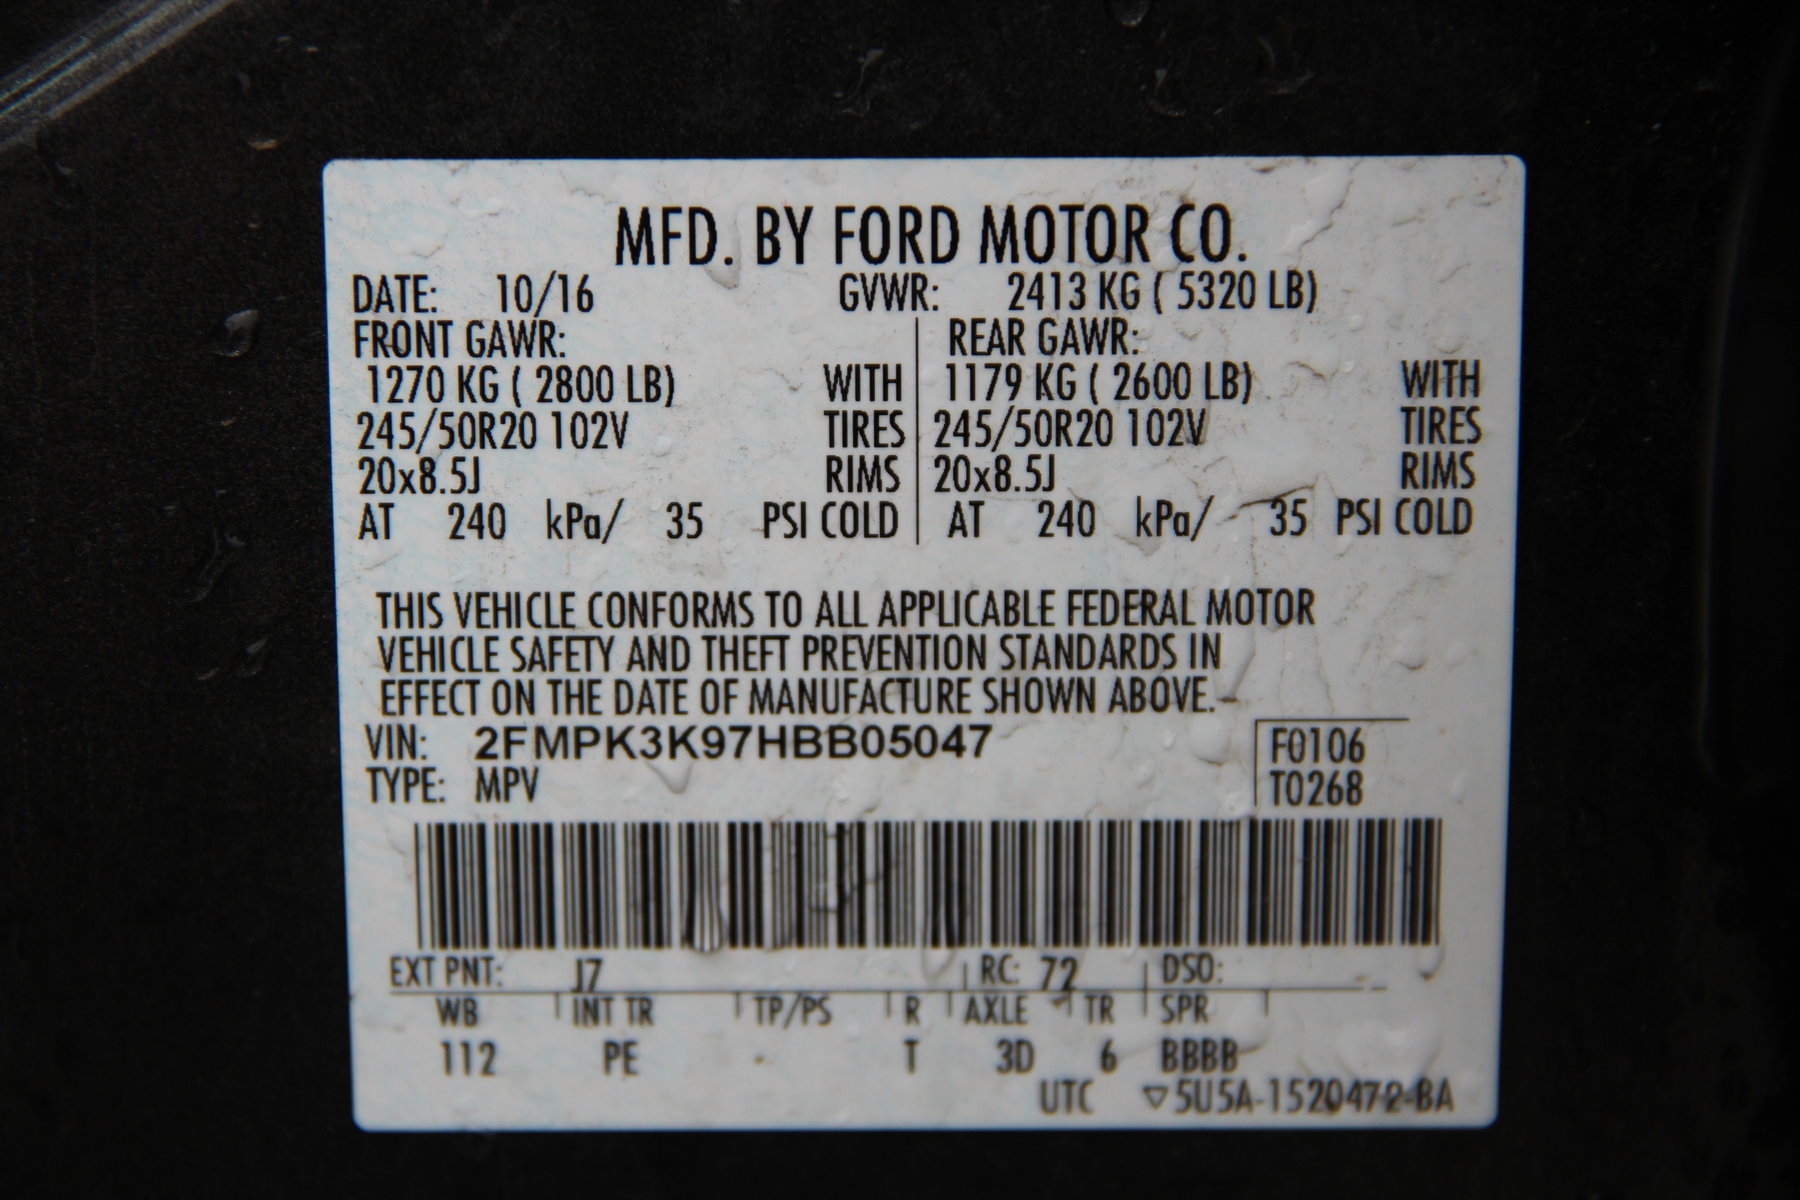 MFD. BY FORD MOTOR CO.
DATE: 10/16 GVWR: 2413 KG ( 5320 LB)
FRONT GAWR: REAR GAWR:
1270 KG ( 2800 LB) WITH 1179 KG ( 2600 LB) WITH
245/50R20 102V TIRES 245/50R20 102V TIRES
20x8.5J RIMS 20x8.5J RIMS
AT 240 kPa/ 35 PSI COLD AT 240 kPa/ 35 PSI COLD
THIS VEHICLE CONFORMS TO ALL APPLICABLE FEDERAL MOTOR
VEHICLE SAFETY AND THEFT PREVENTION STANDARDS IN
EFFECT ON THE DATE OF MANUFACTURE SHOWN ABOVE.
VIN: 2FMPK3K97HBB05047 F0106
TYPE: MPV T0268
EXT PNT: J7 RC: 72 DSO:
WB INT TR TP/PS R AXLE TR SPR
112 PE T 3D 6 BBBB
UTC ▽5U5A-1520472-BA